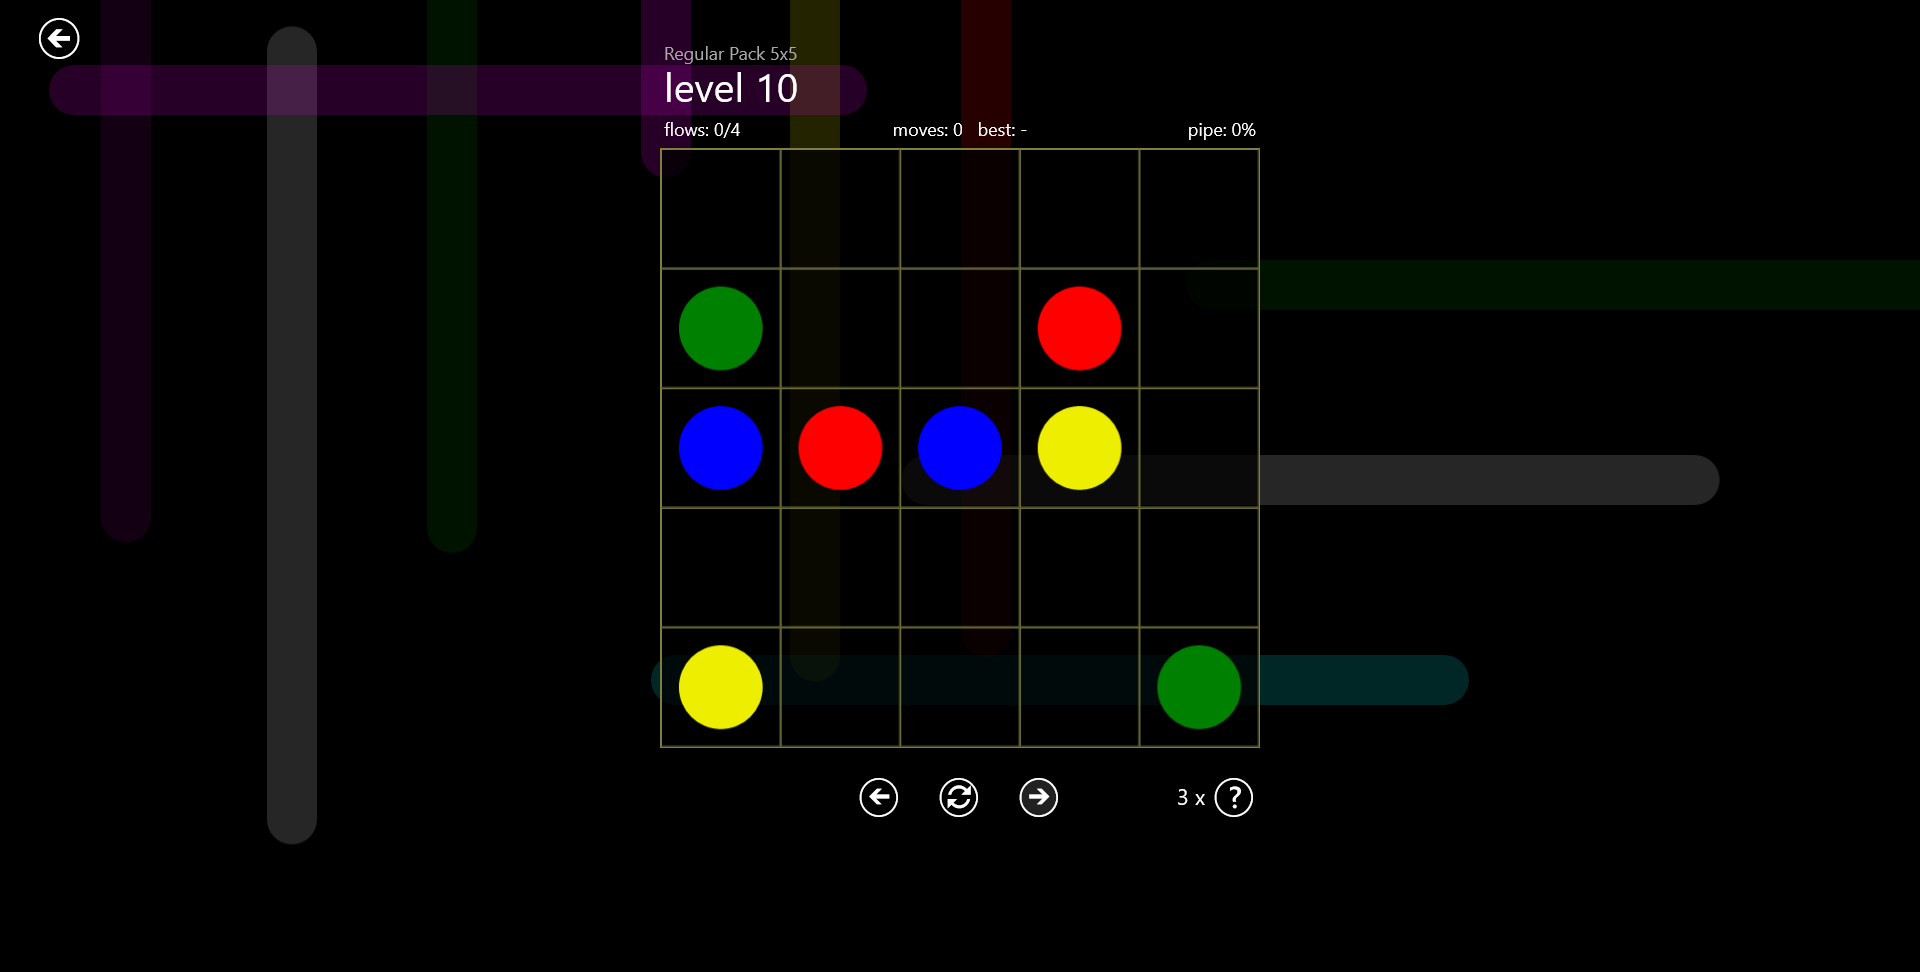 Regular Pack 5x5
level 10
flows: 0/4 moves: 0 best: - pipe: 0%
3 x ?